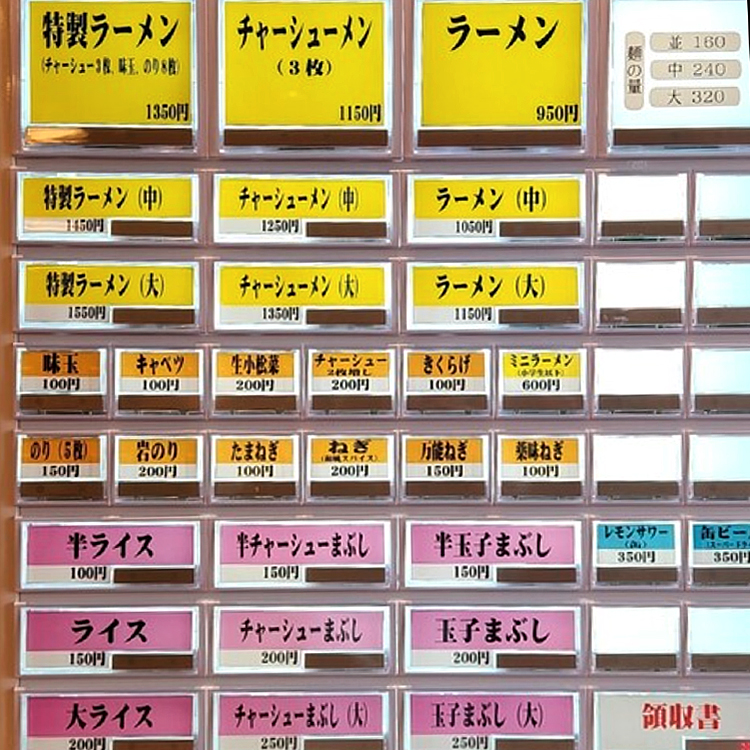 特製ラーメン
(チャーシュー3枚、味玉、のり8枚)
1350円
チャーシューメン
(3枚)
1150円
ラーメン
950円
麺の量
並 160
中 240
大 320
特製ラーメン(中)
1450円
チャーシューメン(中)
1250円
ラーメン(中)
1050円
特製ラーメン(大)
1550円
チャーシューメン(大)
1350円
ラーメン(大)
1150円
味玉
100円
キャベツ
100円
生小松菜
200円
チャーシュー
2枚増し
200円
きくらげ
100円
ミニラーメン
(小学生以下)
600円
のり(5枚)
150円
岩のり
200円
たまねぎ
100円
ねぎ
200円
万能ねぎ
150円
薬味ねぎ
100円
半ライス
100円
半チャーシューまぶし
150円
半玉子まぶし
150円
レモンサワー
(缶)
350円
缶ビー
350円
ライス
150円
チャーシューまぶし
200円
玉子まぶし
200円
大ライス
200円
チャーシューまぶし(大)
250円
玉子まぶし(大)
250円
領収書